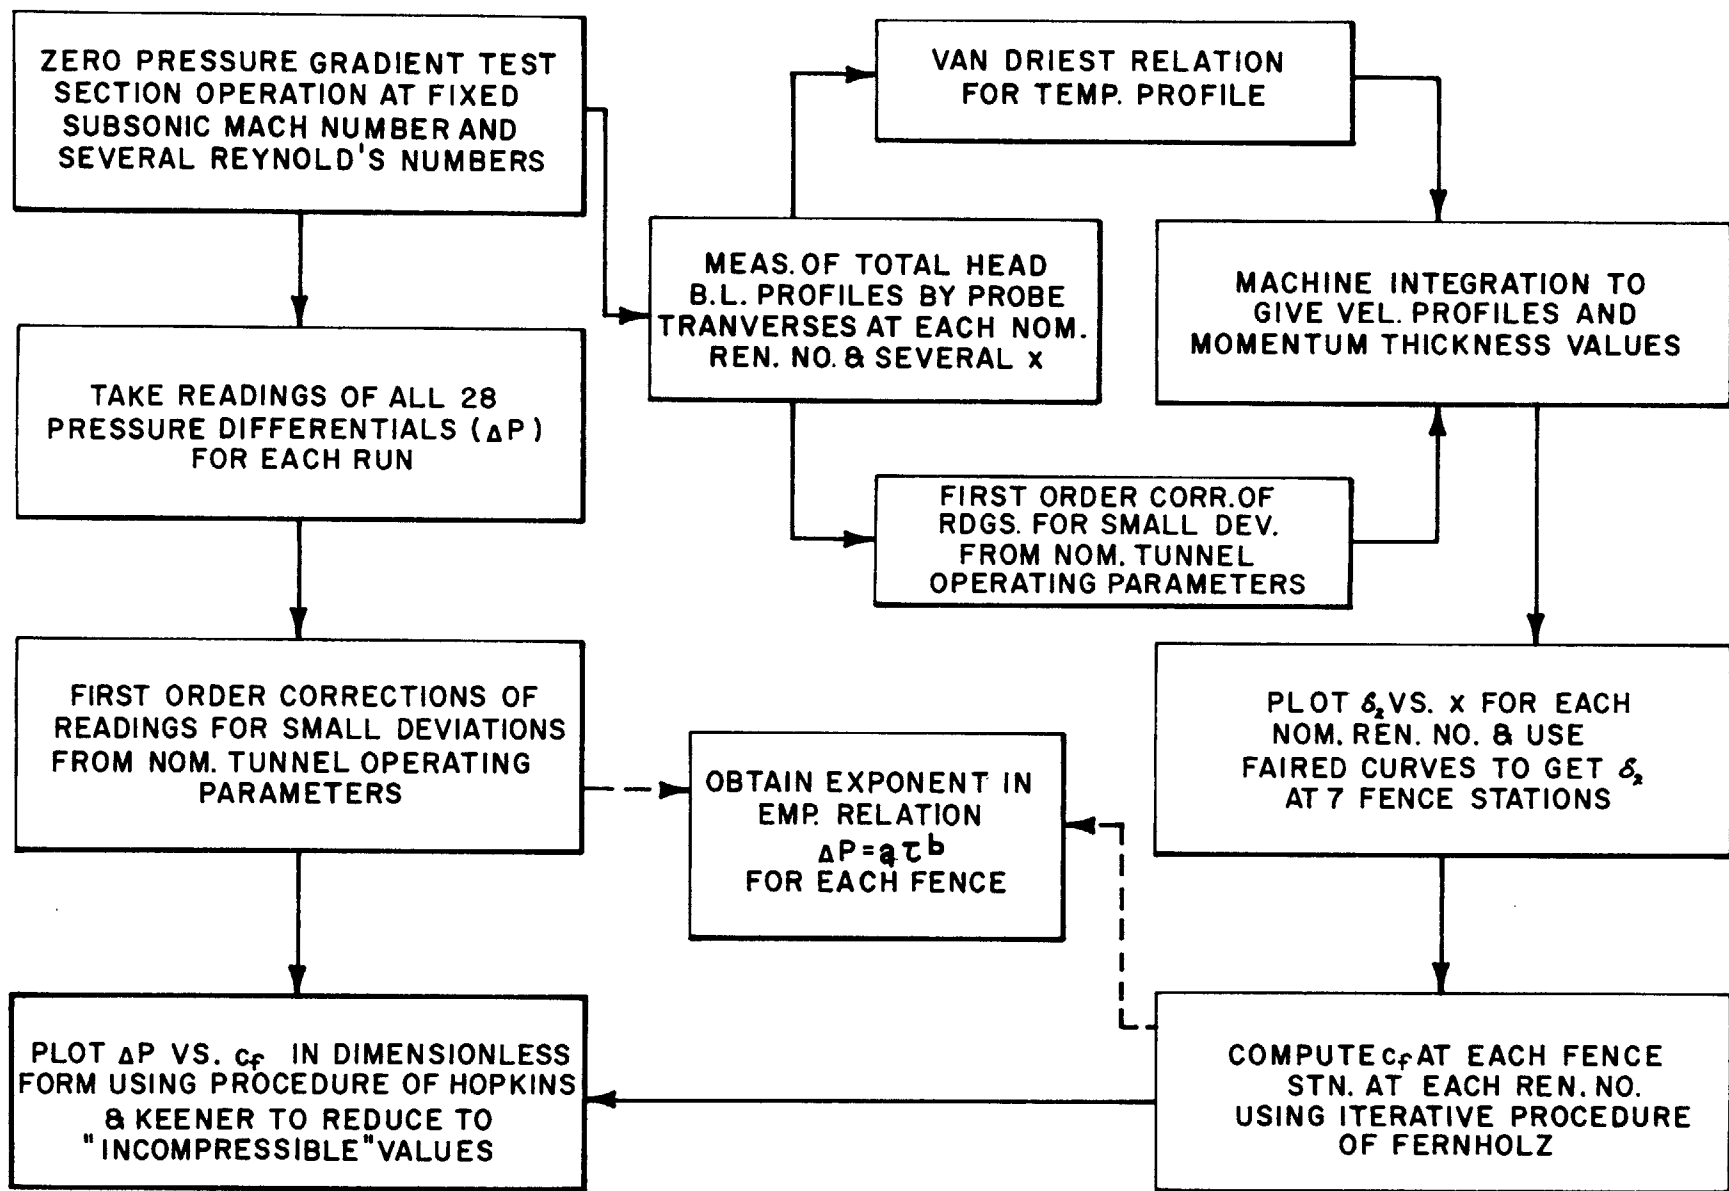 ZERO PRESSURE GRADIENT TEST
SECTION OPERATION AT FIXED
SUBSONIC MACH NUMBER AND
SEVERAL REYNOLD'S NUMBERS
VAN DRIEST RELATION
FOR TEMP. PROFILE
MEAS. OF TOTAL HEAD
B.L. PROFILES BY PROBE
TRANVERSES AT EACH NOM.
REN. NO. & SEVERAL X
MACHINE INTEGRATION TO
GIVE VEL. PROFILES AND
MOMENTUM THICKNESS VALUES
TAKE READINGS OF ALL 28
PRESSURE DIFFERENTIALS (ΔP)
FOR EACH RUN
FIRST ORDER CORR. OF
RDGS. FOR SMALL DEV.
FROM NOM. TUNNEL
OPERATING PARAMETERS
FIRST ORDER CORRECTIONS OF
READINGS FOR SMALL DEVIATIONS
FROM NOM. TUNNEL OPERATING
PARAMETERS
OBTAIN EXPONENT IN
EMP. RELATION
ΔP = aτ^b
FOR EACH FENCE
PLOT δ₂ VS. X FOR EACH
NOM. REN. NO. & USE
FAIRED CURVES TO GET δ₂
AT 7 FENCE STATIONS
PLOT ΔP VS. cf IN DIMENSIONLESS
FORM USING PROCEDURE OF HOPKINS
& KEENER TO REDUCE TO
"INCOMPRESSIBLE" VALUES
COMPUTE cf AT EACH FENCE
STN. AT EACH REN. NO.
USING ITERATIVE PROCEDURE
OF FERNHOLZ